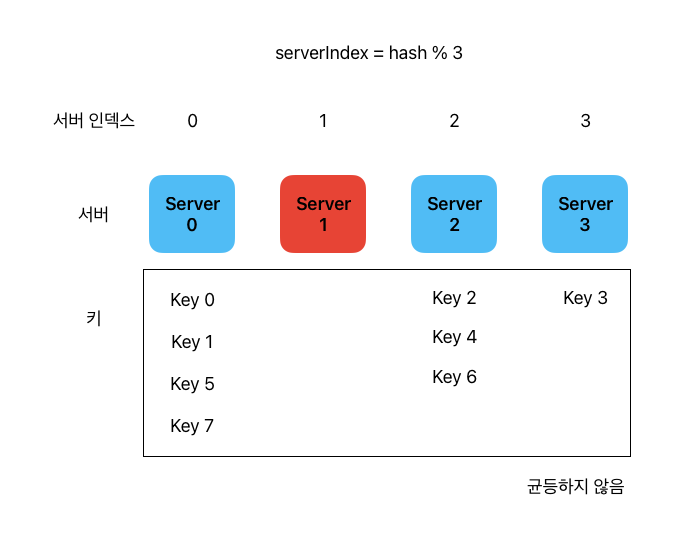 serverIndex = hash % 3
서버 인덱스 0 1 2 3
서버
Server
0
Server
1
Server
2
Server
3
키
Key 0
Key 1
Key 5
Key 7
Key 2
Key 4
Key 6
Key 3
균등하지 않음